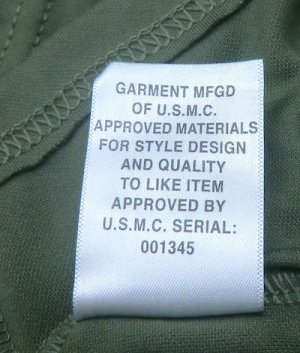 GARMENT MFGD
OF U.S.M.C.
APPROVED MATERIALS
FOR STYLE DESIGN
AND QUALITY
TO LIKE ITEM
APPROVED BY
U.S.M.C. SERIAL:
001345